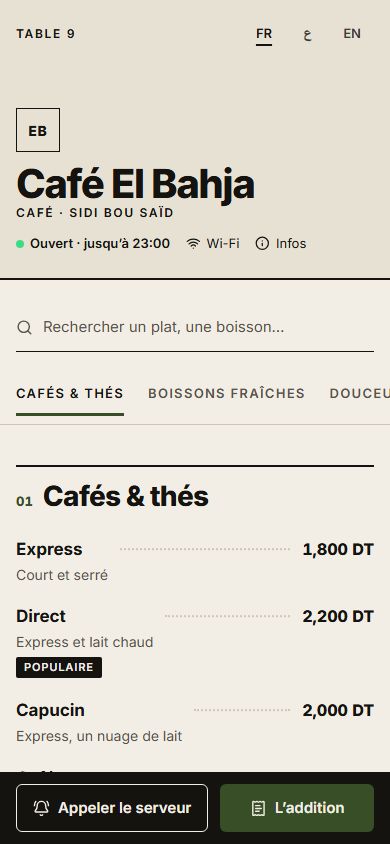 TABLE 9
FR
ع
EN
EB
Café El Bahja
CAFÉ · SIDI BOU SAÏD
Ouvert · jusqu'à 23:00
Wi-Fi
Infos
Rechercher un plat, une boisson...
CAFÉS & THÉS
BOISSONS FRAÎCHES
DOUCEU
01 Cafés & thés
Express 1,800 DT
Court et serré
Direct 2,200 DT
Express et lait chaud
POPULAIRE
Capucin 2,000 DT
Express, un nuage de lait
Appeler le serveur
L'addition